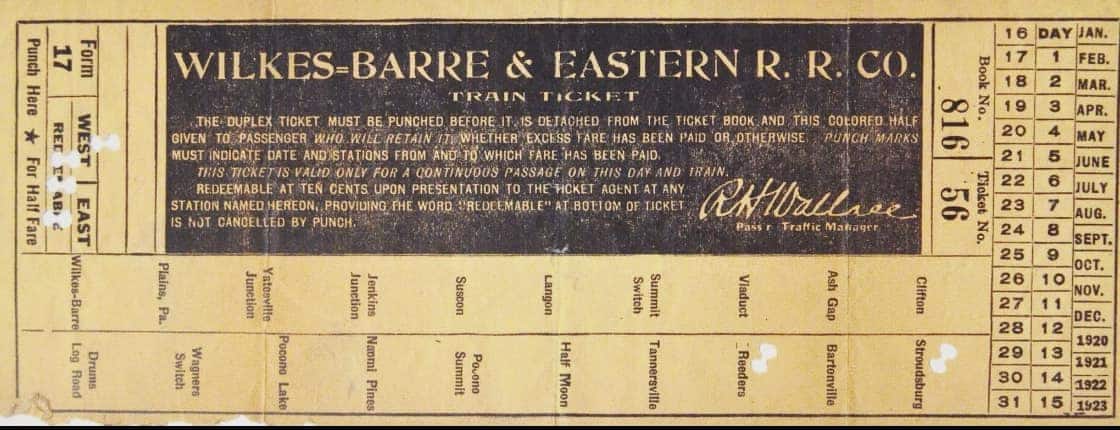 Punch Here ★ For Half Fare
Form
17
WEST EAST
WILKES=BARRE & EASTERN R. R. CO.
TRAIN TICKET
THE DUPLEX TICKET MUST BE PUNCHED BEFORE IT IS DETACHED FROM THE TICKET BOOK AND THIS COLORED HALF
GIVEN TO PASSENGER WHO WILL RETAIN IT, WHETHER EXCESS FARE HAS BEEN PAID OR OTHERWISE. PUNCH MARKS
MUST INDICATE DATE AND STATIONS FROM AND TO WHICH FARE HAS BEEN PAID.
THIS TICKET IS VALID ONLY FOR A CONTINUOUS PASSAGE ON THIS DAY AND TRAIN.
REDEEMABLE AT TEN CENTS UPON PRESENTATION TO THE TICKET AGENT AT ANY
STATION NAMED HEREON, PROVIDING THE WORD "REDEEMABLE" AT BOTTOM OF TICKET
IS NOT CANCELLED BY PUNCH.
R H Wallace
Pass'r Traffic Manager
Book No.
816
Ticket No.
56
16 DAY JAN.
17 1 FEB.
18 2 MAR.
19 3 APR.
20 4 MAY
21 5 JUNE
22 6 JULY
23 7 AUG.
24 8 SEPT.
25 9 OCT.
26 10 NOV.
27 11 DEC.
28 12 1920
29 13 1921
30 14 1922
31 15 1923
Wilkes-Barre
Plains, Pa.
Yatesville
Junction
Jenkins
Junction
Suscon
Langon
Summit
Switch
Viaduct
Ash Gap
Clifton
Drums
Log Road
Wagners
Switch
Pocono Lake
Naomi Pines
Pocono
Summit
Half Moon
Tannersville
Reeders
Bartonville
Stroudsburg